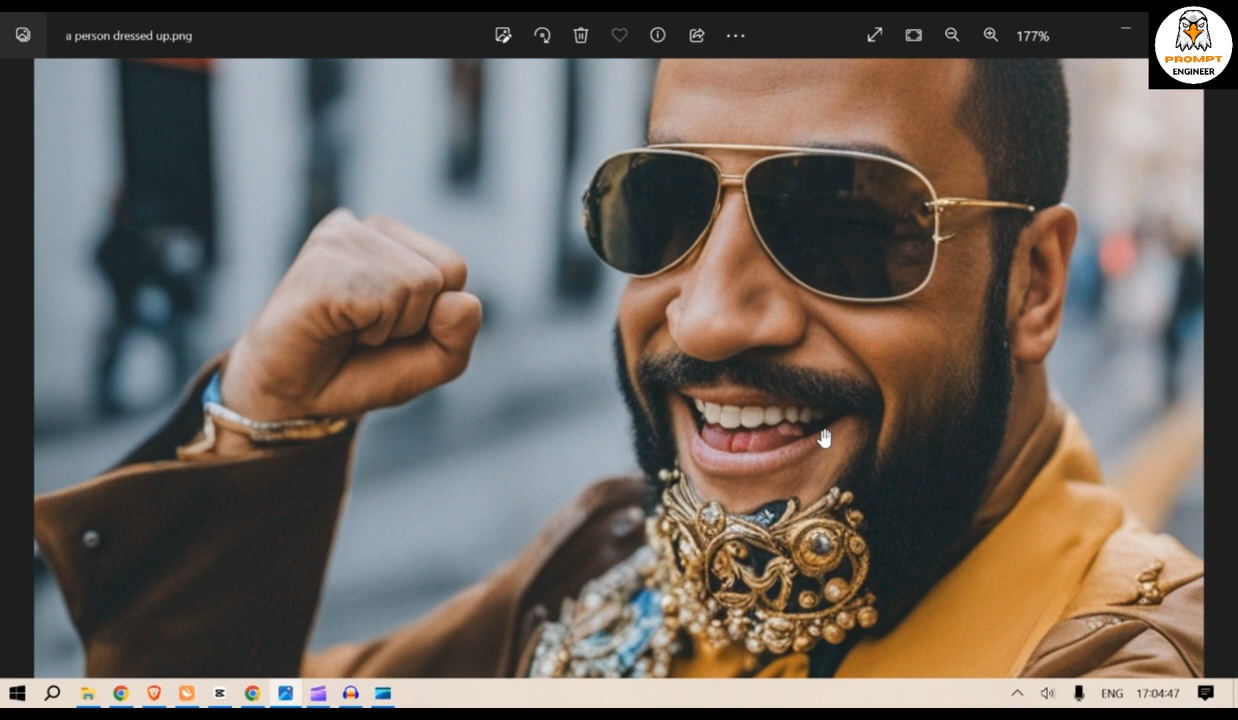 a person dressed up.png
177%
PROMPT
ENGINEER
ENG
17:04:47